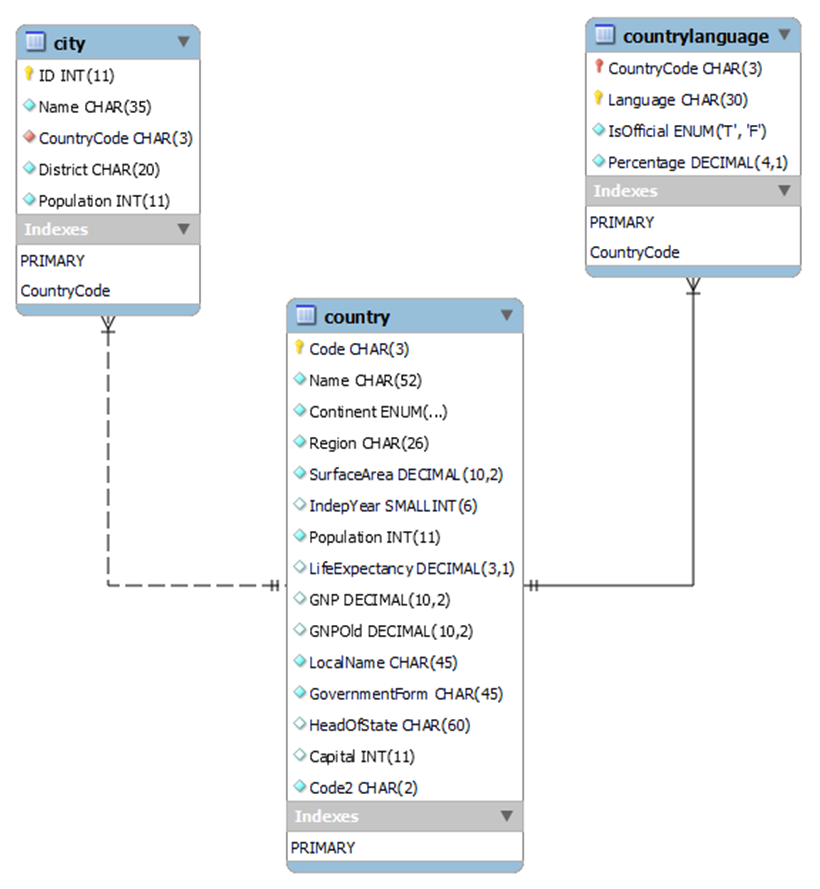 city
ID INT(11)
Name CHAR(35)
CountryCode CHAR(3)
District CHAR(20)
Population INT(11)
Indexes
PRIMARY
CountryCode
countrylanguage
CountryCode CHAR(3)
Language CHAR(30)
IsOfficial ENUM('T', 'F')
Percentage DECIMAL(4,1)
Indexes
PRIMARY
CountryCode
country
Code CHAR(3)
Name CHAR(52)
Continent ENUM(...)
Region CHAR(26)
SurfaceArea DECIMAL(10,2)
IndepYear SMALLINT(6)
Population INT(11)
LifeExpectancy DECIMAL(3,1)
GNP DECIMAL(10,2)
GNPOld DECIMAL(10,2)
LocalName CHAR(45)
GovernmentForm CHAR(45)
HeadOfState CHAR(60)
Capital INT(11)
Code2 CHAR(2)
Indexes
PRIMARY